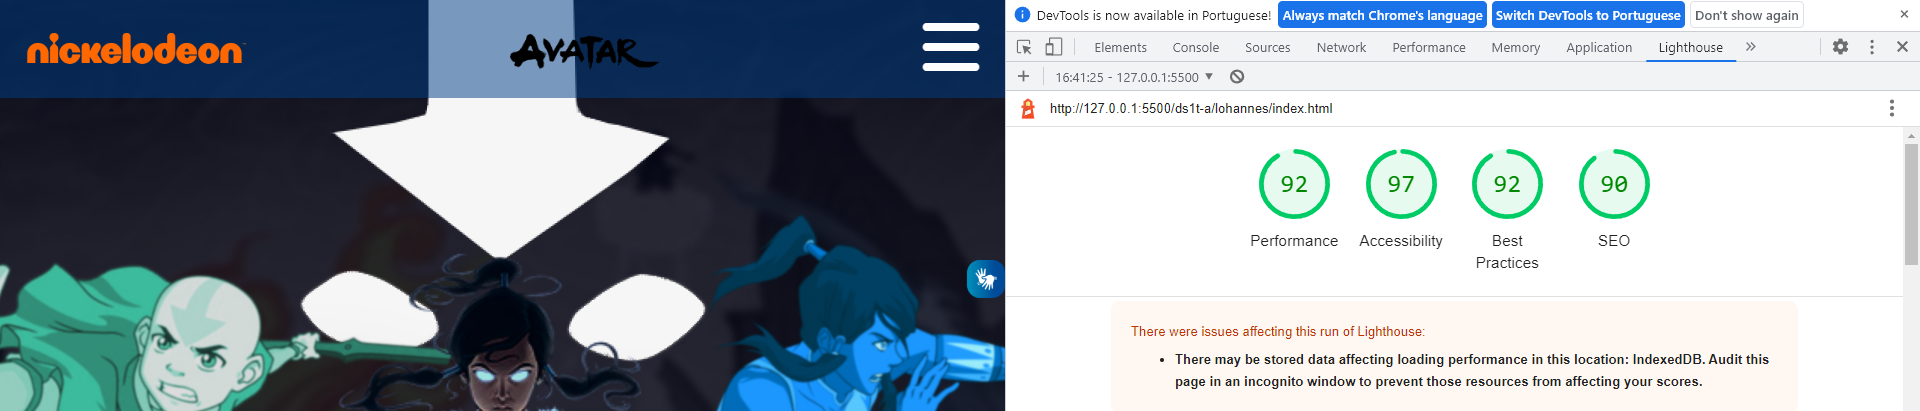 nickelodeon
AVATAR
DevTools is now available in Portuguese!
Always match Chrome's language
Switch DevTools to Portuguese
Don't show again
Elements
Console
Sources
Network
Performance
Memory
Application
Lighthouse
16:41:25 - 127.0.0.1:5500
http://127.0.0.1:5500/ds1t-a/lohannes/index.html
92
97
92
90
Performance
Accessibility
Best
Practices
SEO
There were issues affecting this run of Lighthouse:
• There may be stored data affecting loading performance in this location: IndexedDB. Audit this
page in an incognito window to prevent those resources from affecting your scores.